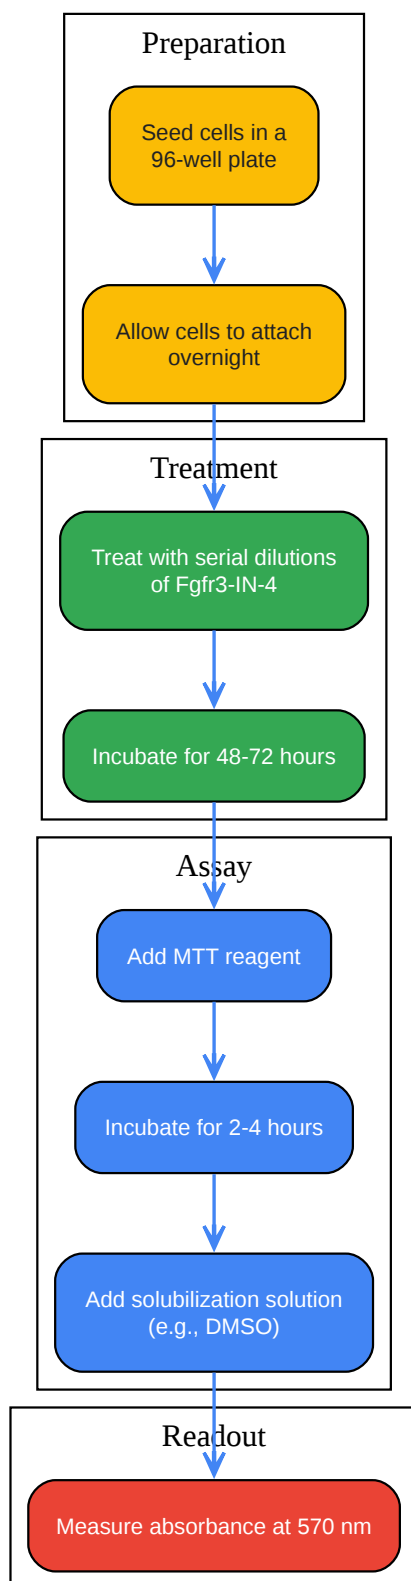 Preparation
Seed cells in a
96-well plate
Allow cells to attach
overnight
Treatment
Treat with serial dilutions
of Fgfr3-IN-4
Incubate for 48-72 hours
Assay
Add MTT reagent
Incubate for 2-4 hours
Add solubilization solution
(e.g., DMSO)
Readout
Measure absorbance at 570 nm